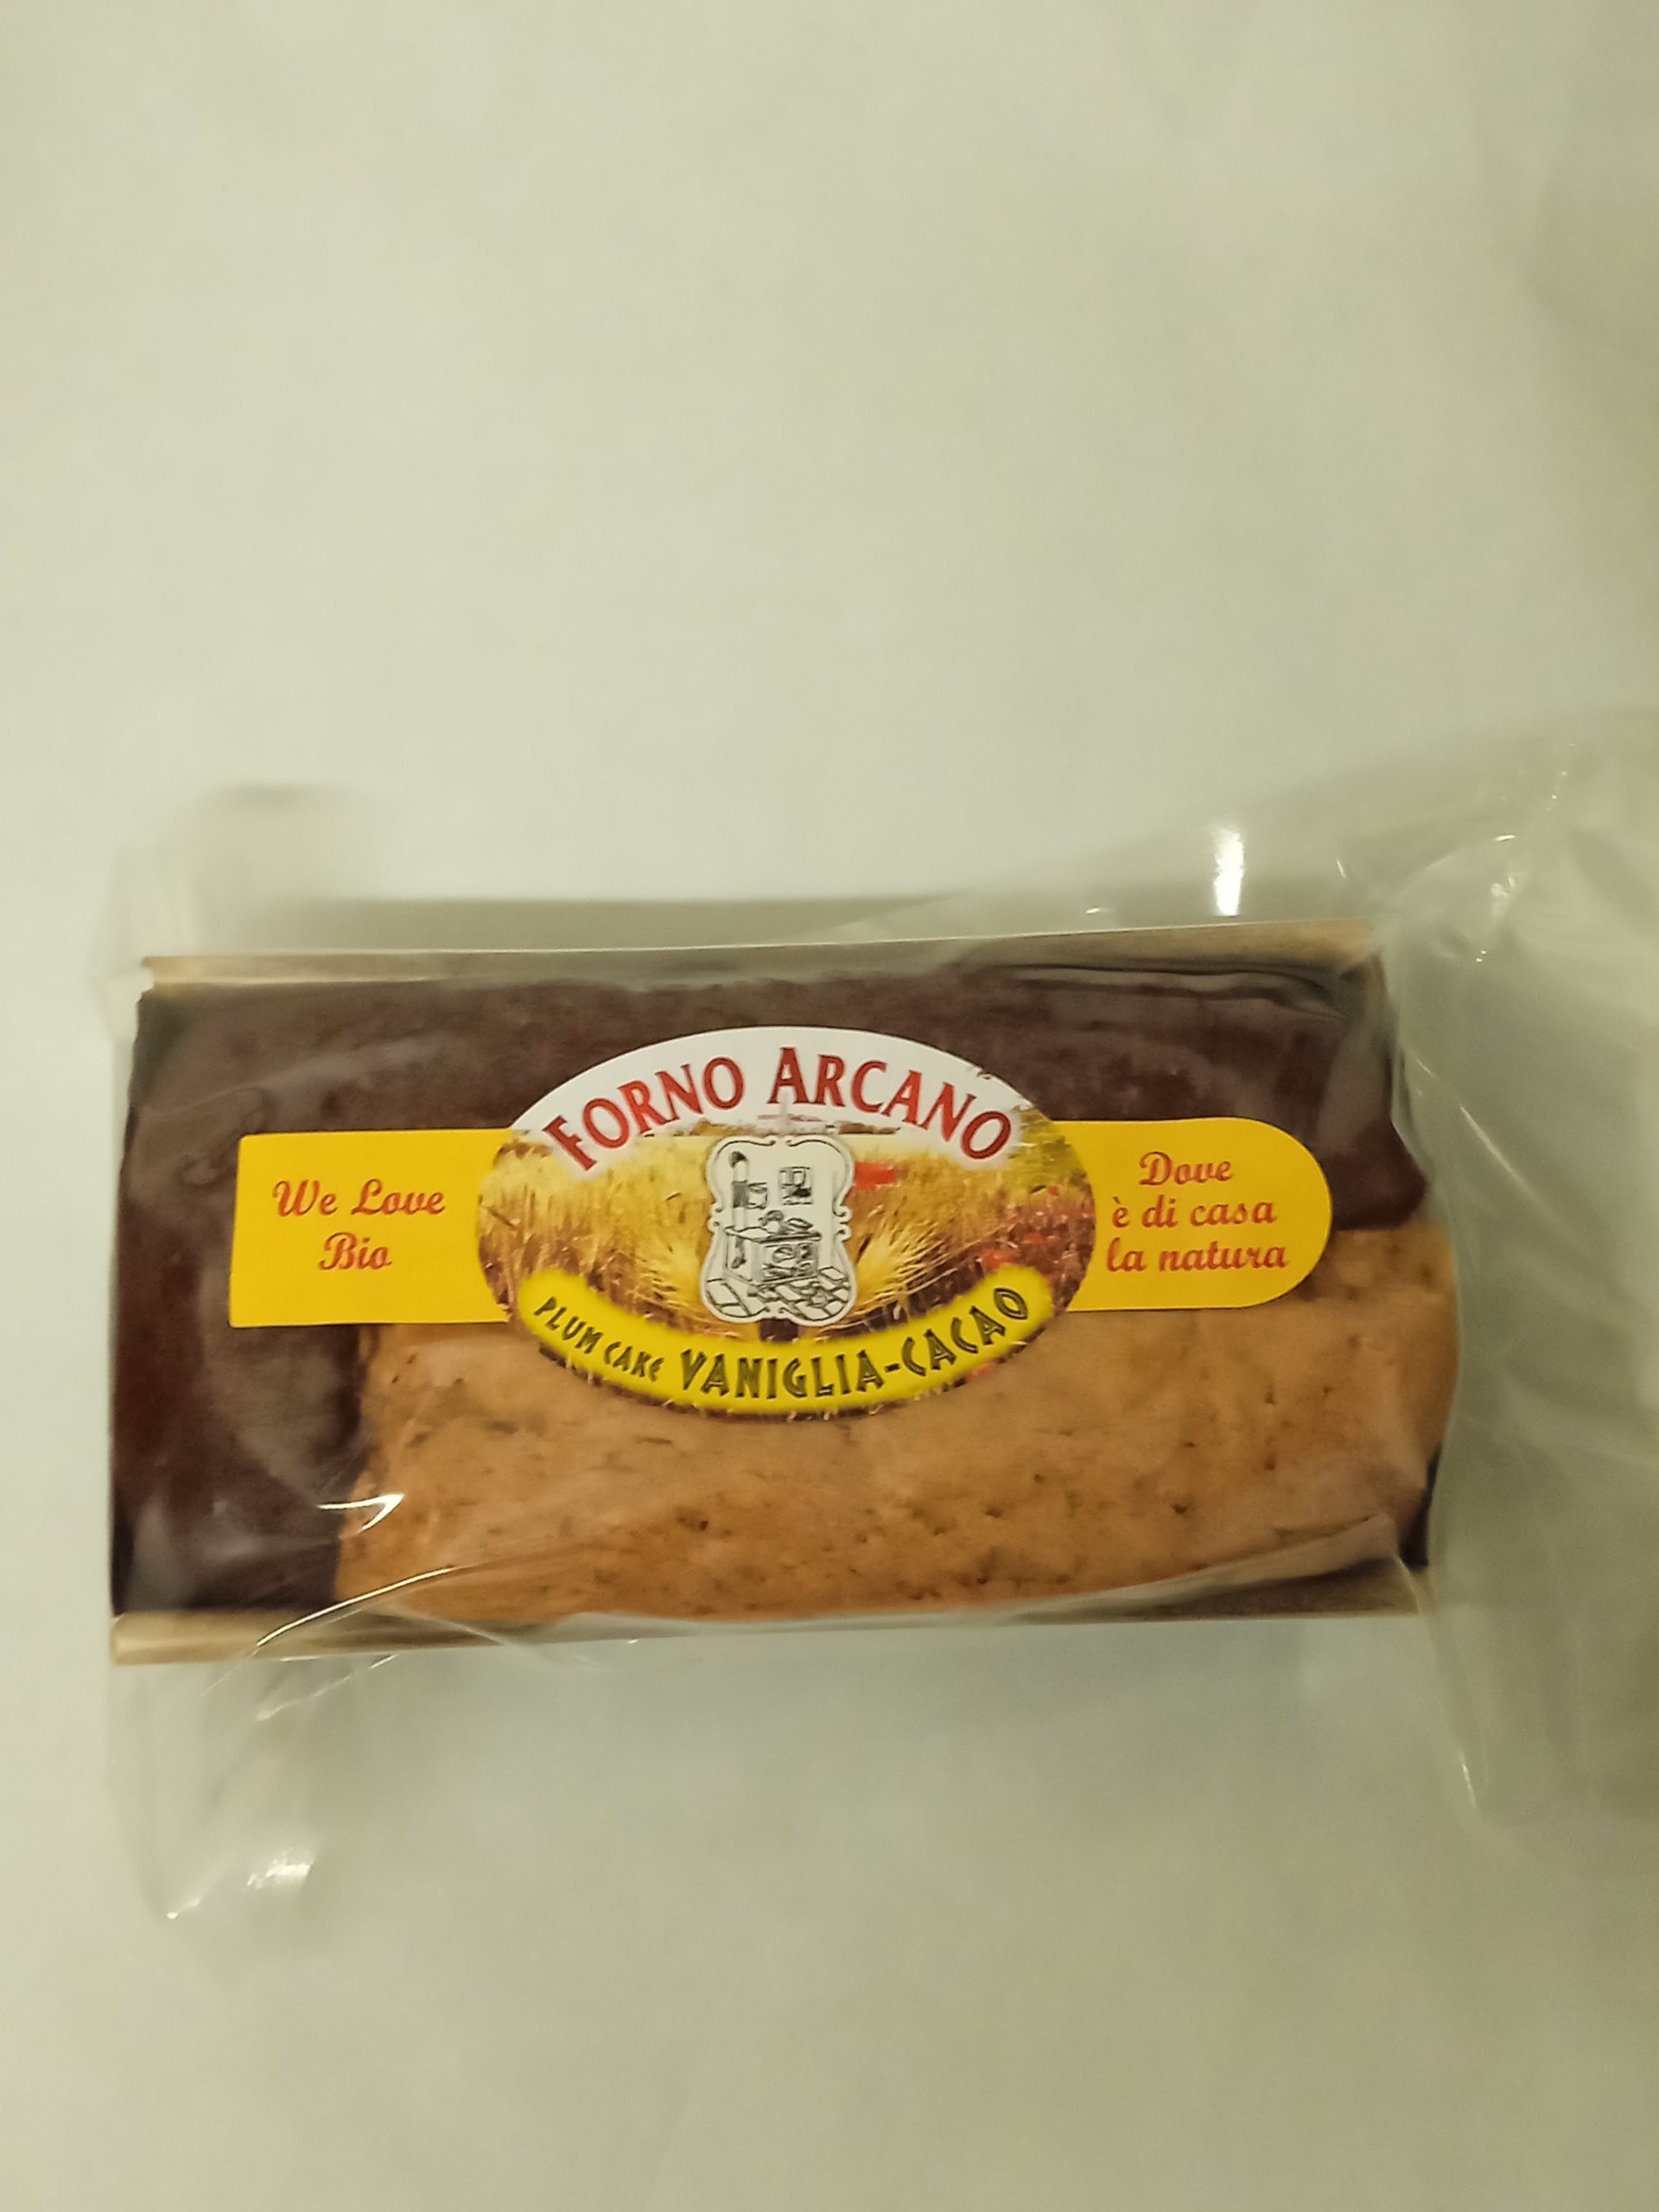 FORNO ARCANO
We Love
Bio
Dove
è di casa
la natura
PLUM CAKE VANIGLIA-CACAO